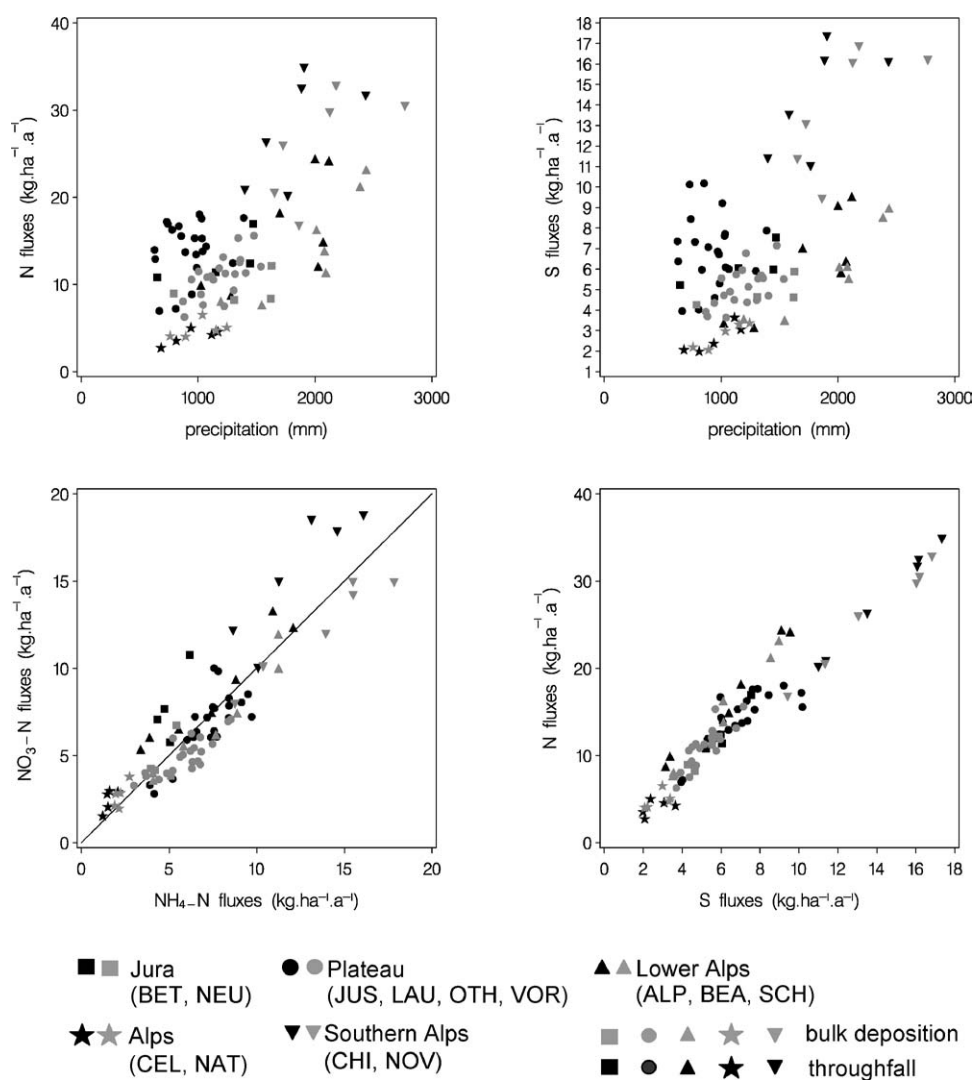 40
30
20
10
0
N fluxes (kg.ha⁻¹.a⁻¹)
0 1000 2000 3000
precipitation (mm)
18
17
16
15
14
13
12
11
10
9
8
7
6
5
4
3
2
1
S fluxes (kg.ha⁻¹.a⁻¹)
0 1000 2000 3000
precipitation (mm)
20
15
10
5
0
NO₃–N fluxes (kg.ha⁻¹.a⁻¹)
0 5 10 15 20
NH₄–N fluxes (kg.ha⁻¹.a⁻¹)
40
30
20
10
0
N fluxes (kg.ha⁻¹.a⁻¹)
0 2 4 6 8 10 12 14 16 18
S fluxes (kg.ha⁻¹.a⁻¹)
Jura
(BET, NEU)
Plateau
(JUS, LAU, OTH, VOR)
Lower Alps
(ALP, BEA, SCH)
Alps
(CEL, NAT)
Southern Alps
(CHI, NOV)
bulk deposition
throughfall